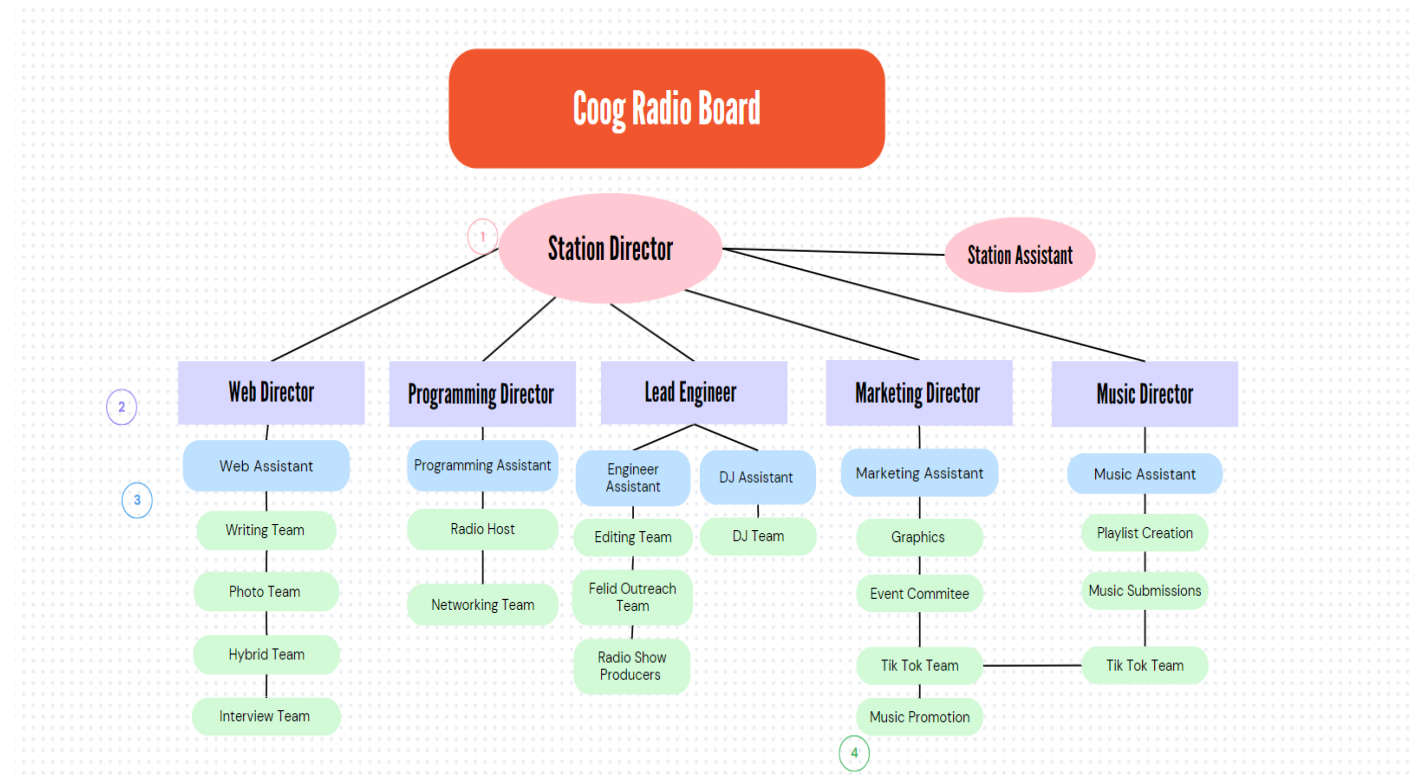 Coog Radio Board
1
Station Director
Station Assistant
2
Web Director
Programming Director
Lead Engineer
Marketing Director
Music Director
3
Web Assistant
Programming Assistant
Engineer
Assistant
DJ Assistant
Marketing Assistant
Music Assistant
Writing Team
Radio Host
Editing Team
DJ Team
Graphics
Playlist Creation
Photo Team
Networking Team
Felid Outreach
Team
Event Commitee
Music Submissions
Hybrid Team
Radio Show
Producers
Tik Tok Team
Tik Tok Team
Interview Team
Music Promotion
4